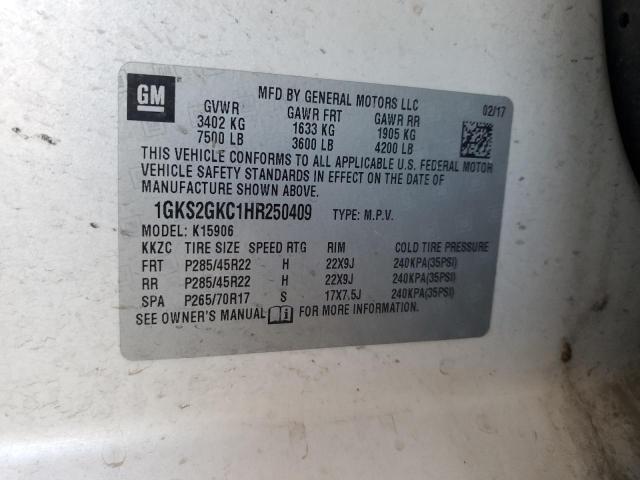 GM
MFD BY GENERAL MOTORS LLC 02/17
GVWR GAWR FRT GAWR RR
3402 KG 1633 KG 1905 KG
7500 LB 3600 LB 4200 LB
THIS VEHICLE CONFORMS TO ALL APPLICABLE U.S. FEDERAL MOTOR
VEHICLE SAFETY STANDARDS IN EFFECT ON THE DATE OF
MANUFACTURE SHOWN ABOVE.
1GKS2GKC1HR250409 TYPE: M.P.V.
MODEL: K15906
KKZC TIRE SIZE SPEED RTG RIM COLD TIRE PRESSURE
FRT P285/45R22 H 22X9J 240KPA(35PSI)
RR P285/45R22 H 22X9J 240KPA(35PSI)
SPA P265/70R17 S 17X7.5J 240KPA(35PSI)
SEE OWNER'S MANUAL FOR MORE INFORMATION.